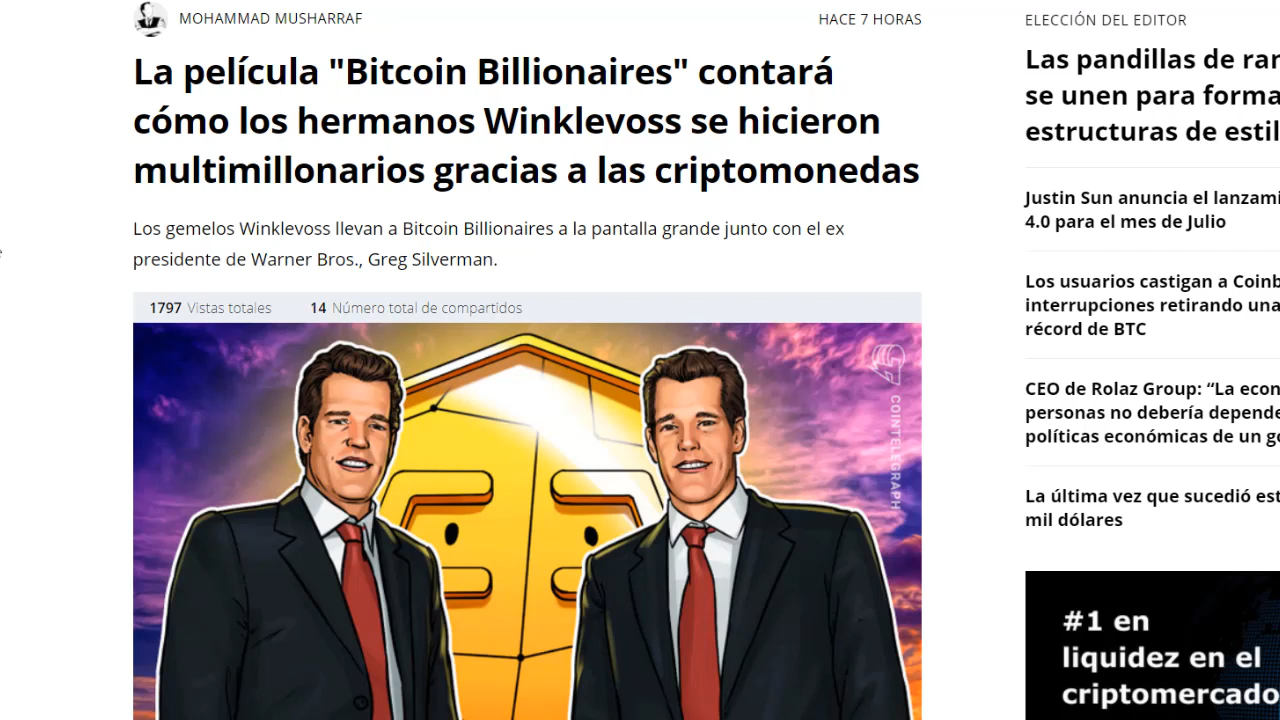 MOHAMMAD MUSHARRAF
HACE 7 HORAS
La película "Bitcoin Billionaires" contará
cómo los hermanos Winklevoss se hicieron
multimillonarios gracias a las criptomonedas
Los gemelos Winklevoss llevan a Bitcoin Billionaires a la pantalla grande junto con el ex
presidente de Warner Bros., Greg Silverman.
1797 Vistas totales 14 Número total de compartidos
COINTELEGRAPH
ELECCIÓN DEL EDITOR
Las pandillas de
se unen para
estructuras de
Justin Sun anuncia el
4.0 para el mes de Julio
Los usuarios castigan a
interrupciones retirando una
récord de BTC
CEO de Rolaz Group: “La
personas no debería
políticas económicas de un
La última vez que sucedió
mil dólares
#1 en
liquidez en el
criptomercado